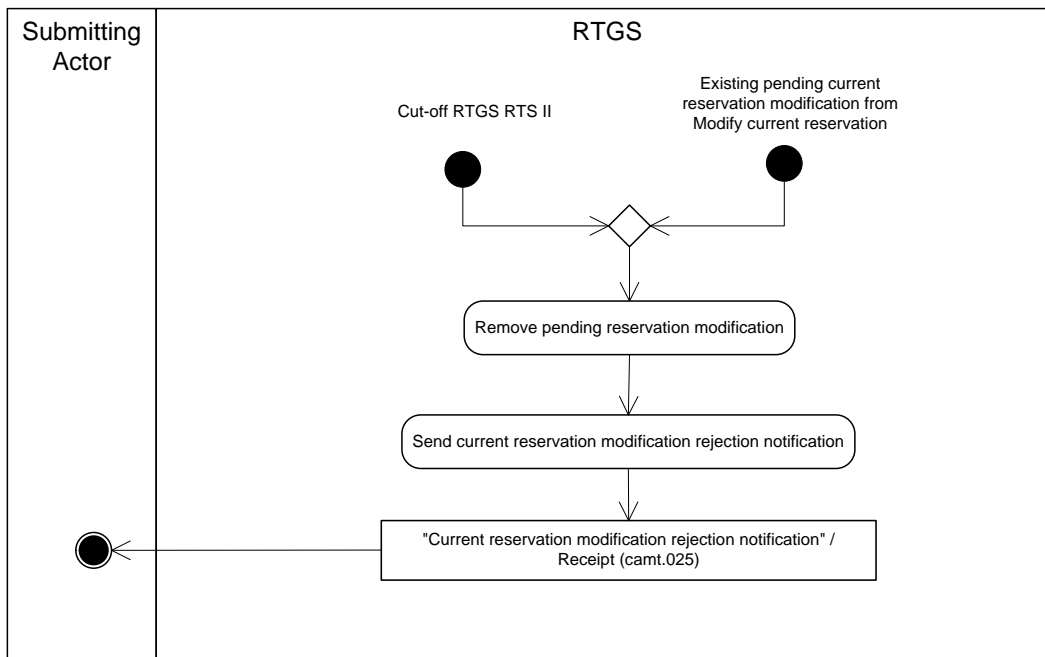 Submitting
Actor
RTGS
Cut-off RTGS RTS II
Existing pending current
reservation modification from
Modify current reservation
Remove pending reservation modification
Send current reservation modification rejection notification
"Current reservation modification rejection notification" /
Receipt (camt.025)